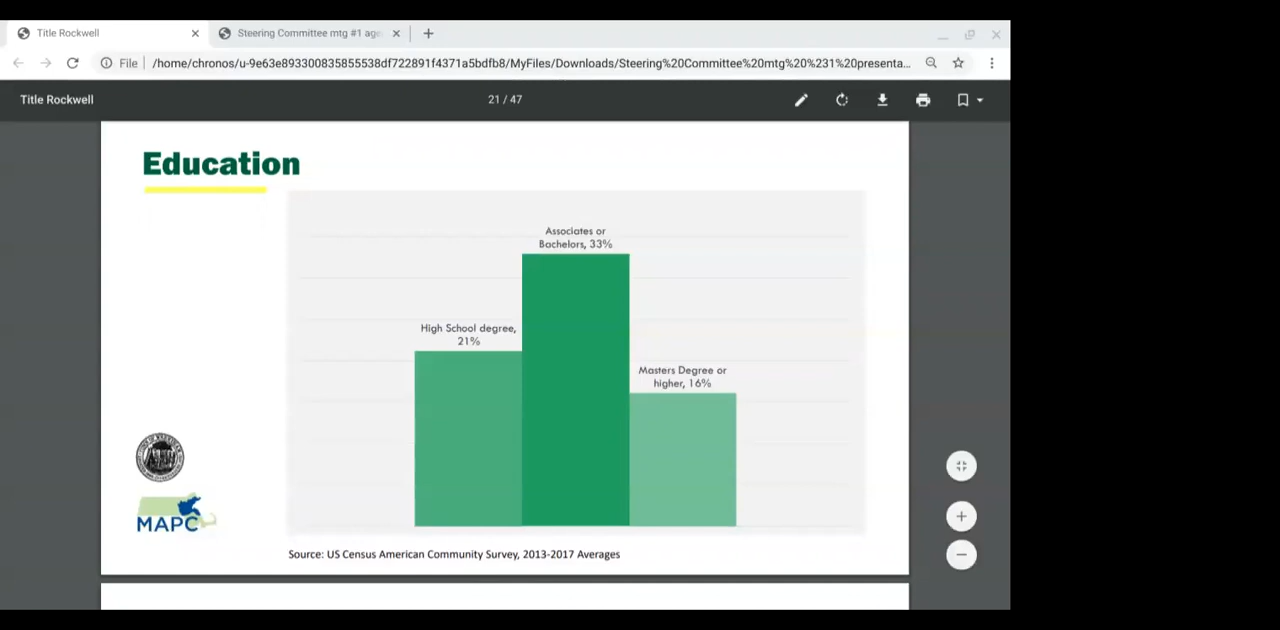 Title Rockwell
Steering Committee mtg #1 age
File
/home/chronos/u-9e63e893300835855538df722891f4371a5bdfb8/MyFiles/Downloads/Steering%20Committee%20mtg%20%231%20presenta...
Title Rockwell
21 / 47
Education
Associates or
Bachelors, 33%
High School degree,
21%
Masters Degree or
higher, 16%
MAPC
Source: US Census American Community Survey, 2013-2017 Averages